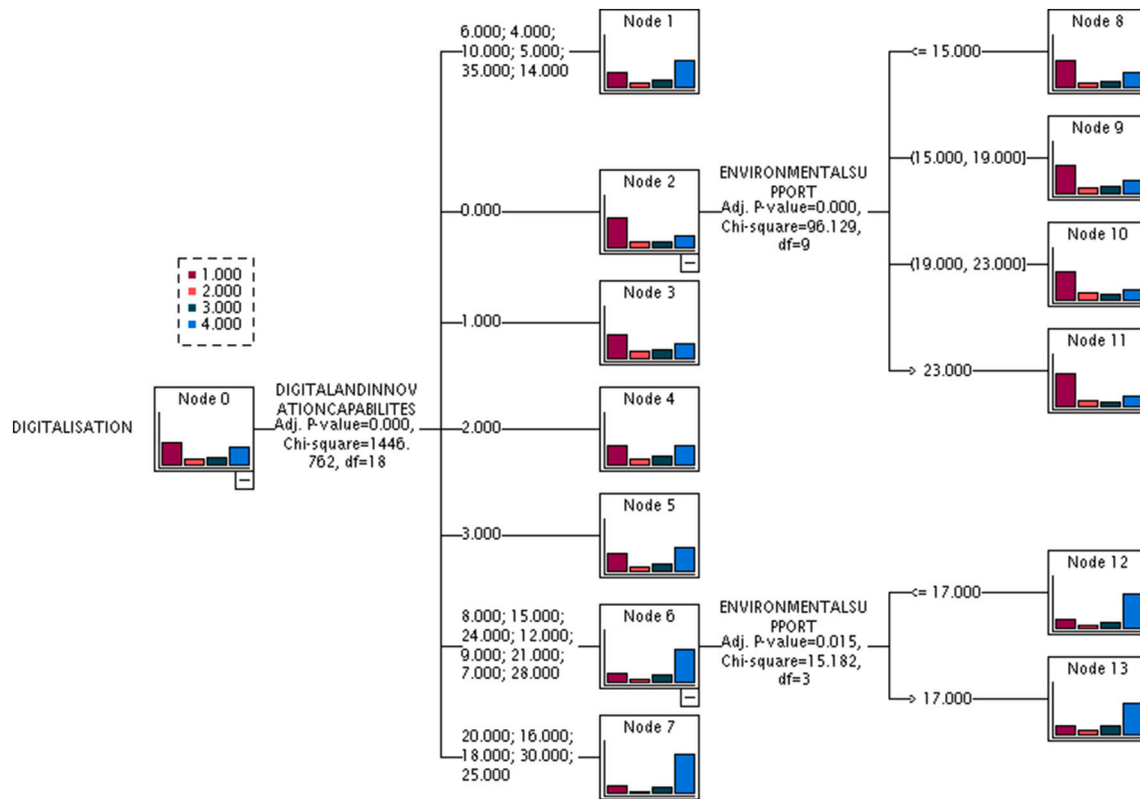 DIGITALISATION
1.000
2.000
3.000
4.000
Node 0
DIGITALANDINNOV
ATIONCAPABILITES
Adj. P-value=0.000,
Chi-square=1446.
762, df=18
6.000; 4.000;
10.000; 5.000;
35.000; 14.000
Node 1
0.000
Node 2
1.000
Node 3
2.000
Node 4
3.000
Node 5
8.000; 15.000;
24.000; 12.000;
9.000; 21.000;
7.000; 28.000
Node 6
20.000; 16.000;
18.000; 30.000;
25.000
Node 7
ENVIRONMENTALSU
PPORT
Adj. P-value=0.000,
Chi-square=96.129,
df=9
<= 15.000
Node 8
(15.000, 19.000]
Node 9
(19.000, 23.000]
Node 10
> 23.000
Node 11
ENVIRONMENTALSU
PPORT
Adj. P-value=0.015,
Chi-square=15.182,
df=3
<= 17.000
Node 12
> 17.000
Node 13